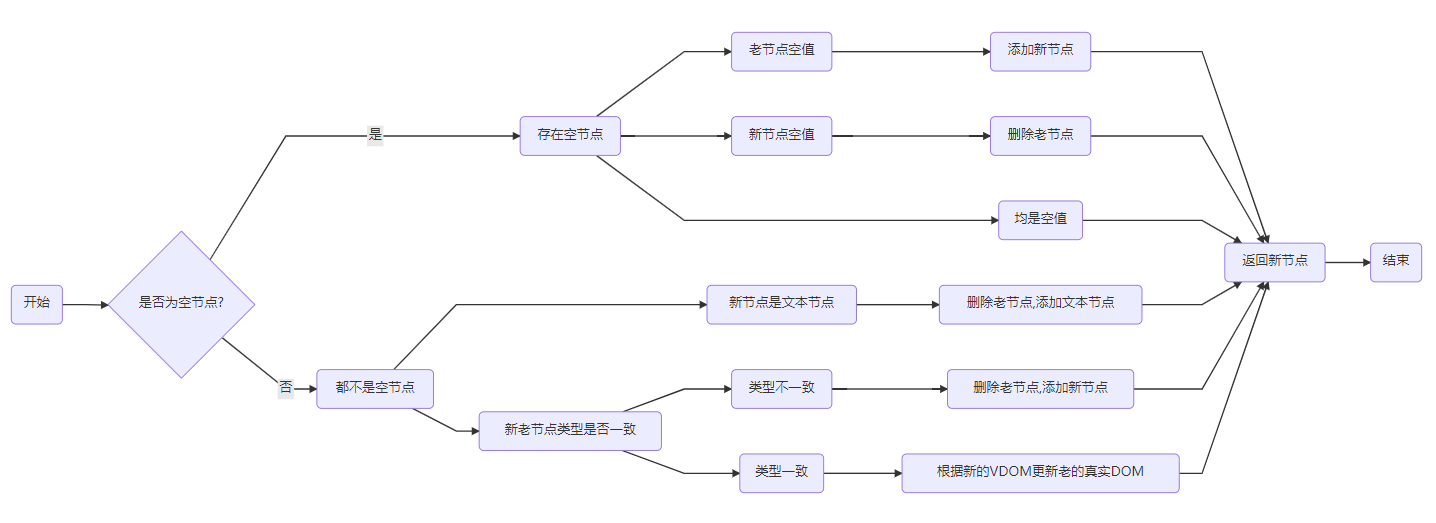 老节点空值
添加新节点
是
存在空节点
新节点空值
删除老节点
均是空值
返回新节点
结束
开始
是否为空节点?
新节点是文本节点
删除老节点,添加文本节点
否
都不是空节点
类型不一致
删除老节点,添加新节点
新老节点类型是否一致
类型一致
根据新的VDOM更新老的真实DOM